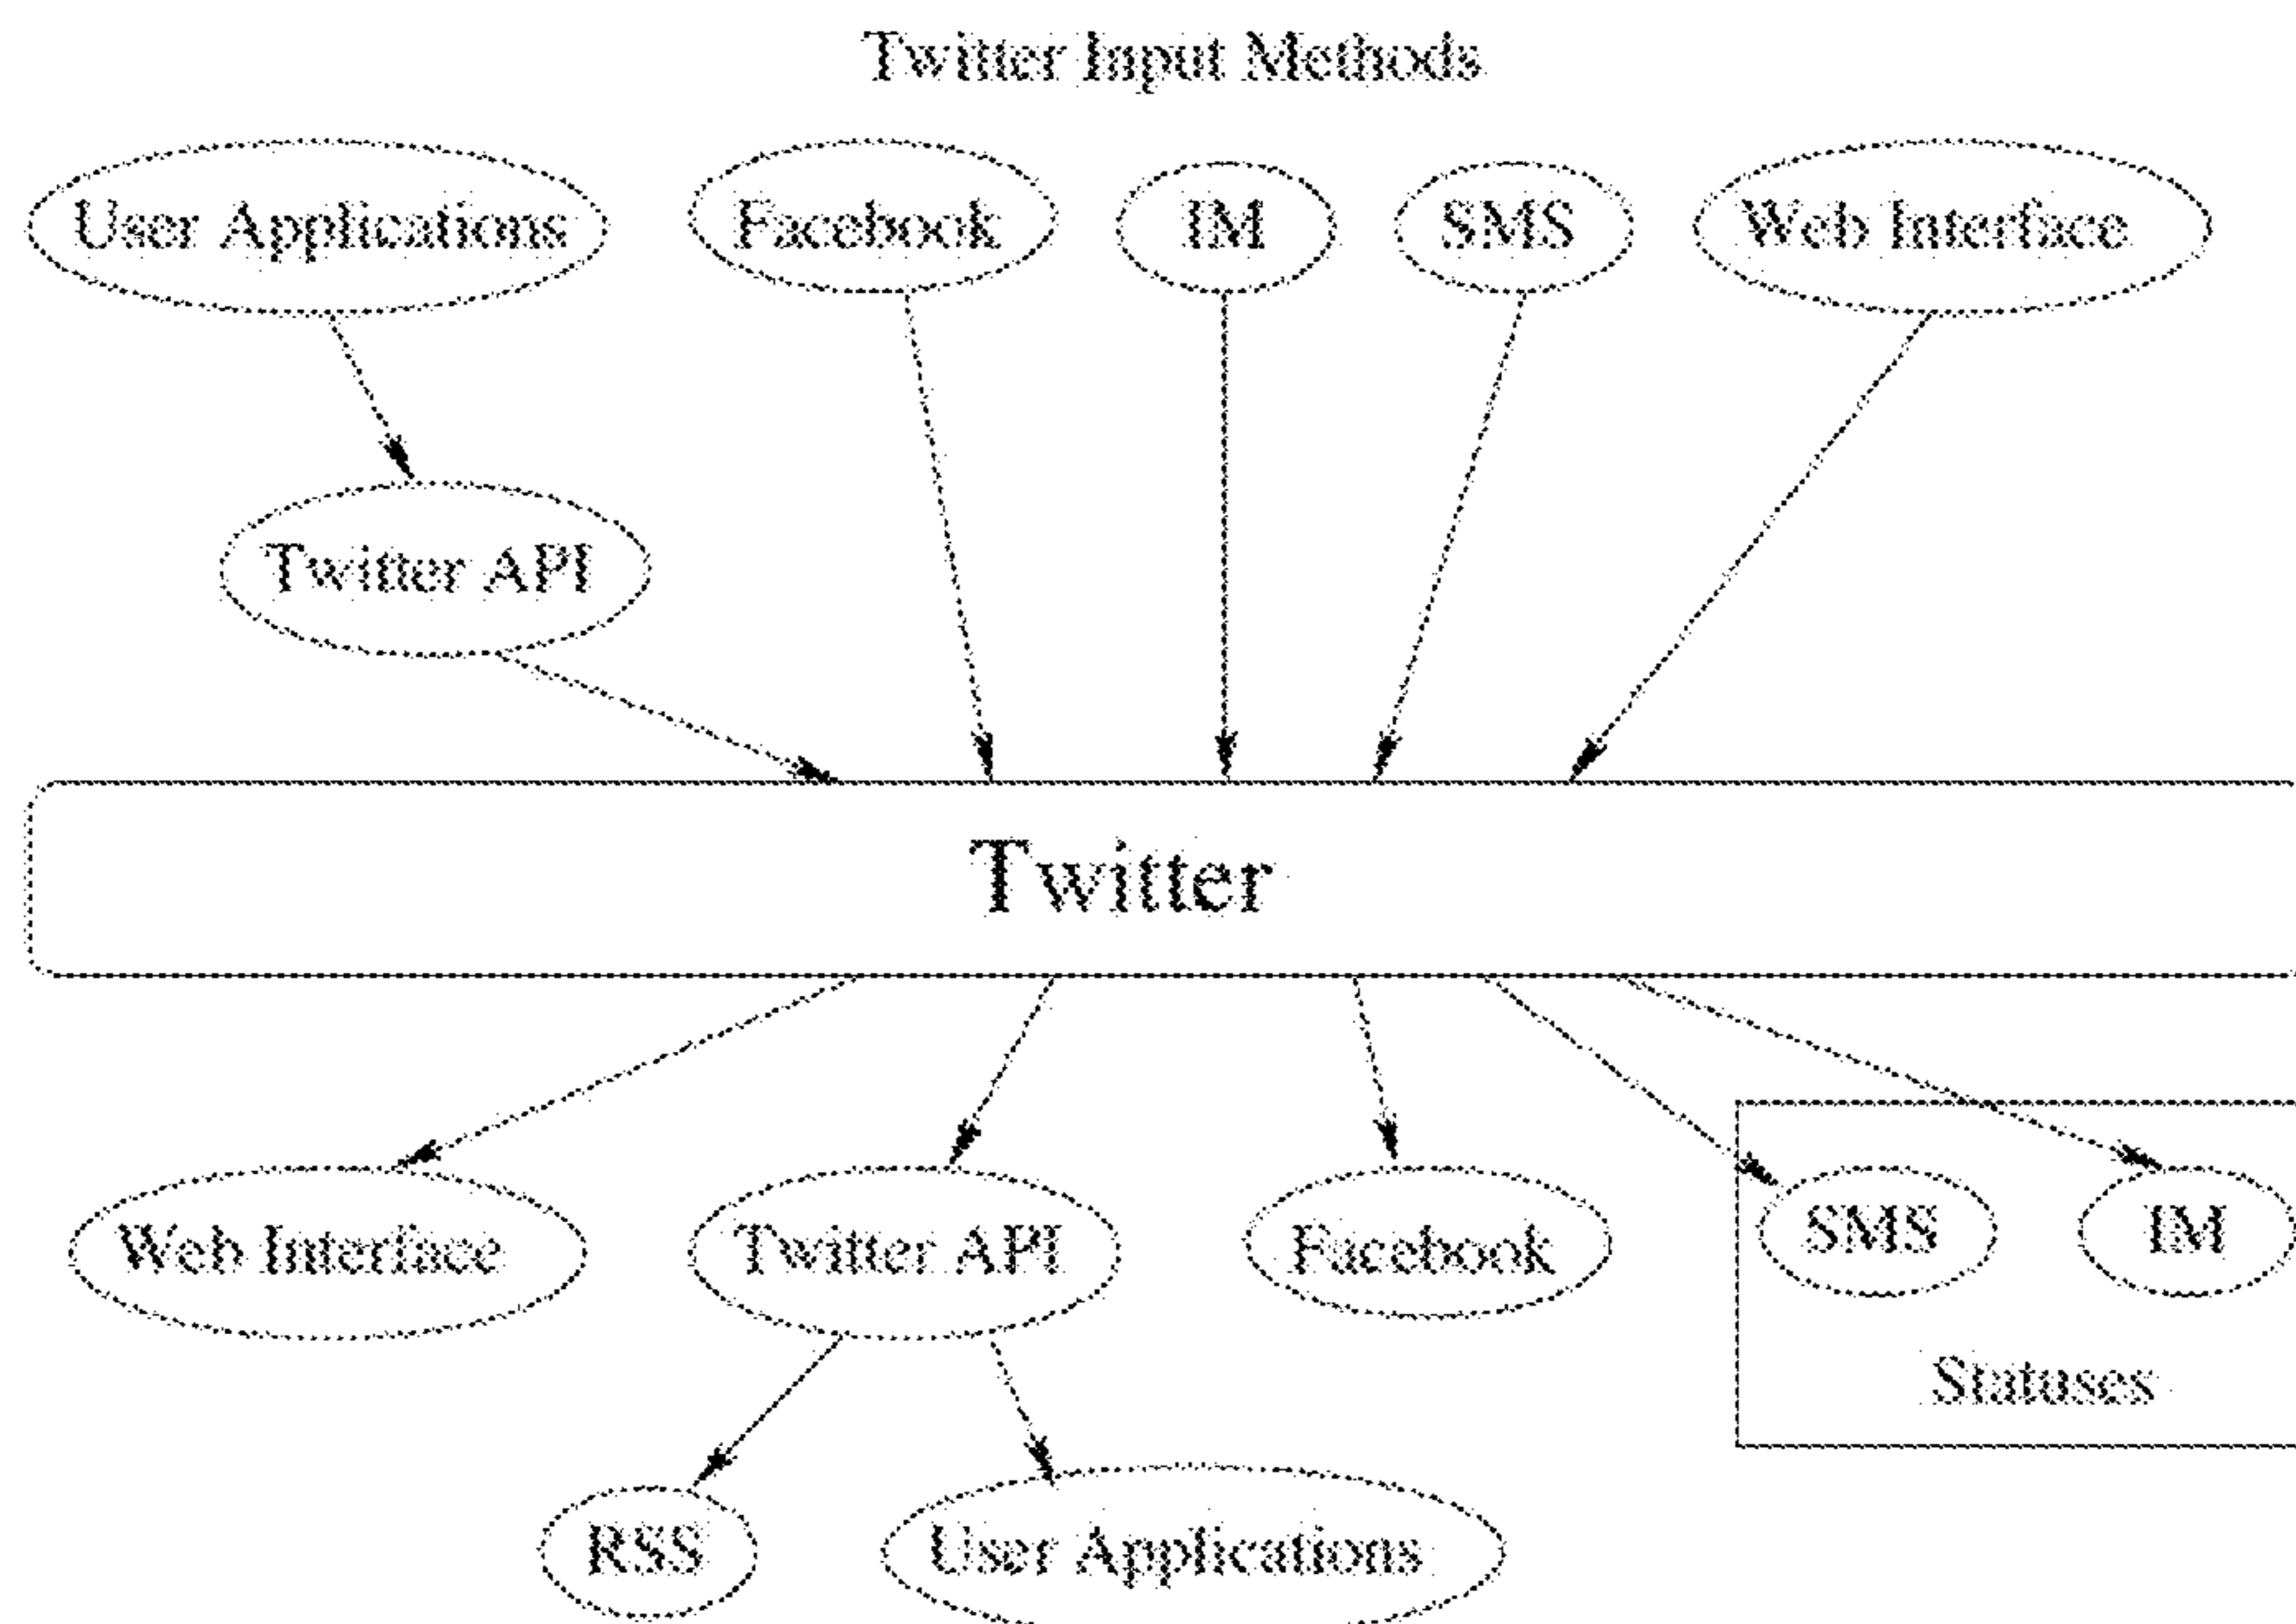 Twitter Input Methods
User Applications
Facebook
IM
SMS
Web Interface
Twitter API
Twitter
Web Interface
Twitter API
Facebook
SMS
IM
Statuses
RSS
User Applications